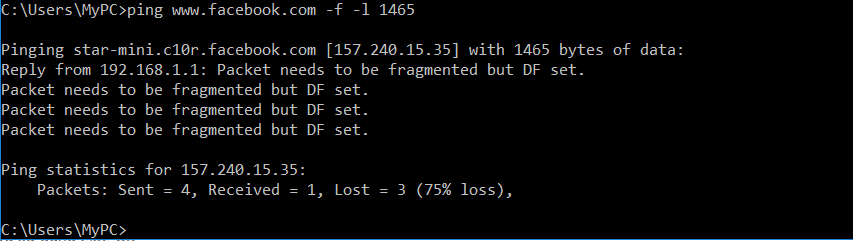 C:\Users\MyPC>ping www.facebook.com -f -l 1465
Pinging star-mini.c10r.facebook.com [157.240.15.35] with 1465 bytes of data:
Reply from 192.168.1.1: Packet needs to be fragmented but DF set.
Packet needs to be fragmented but DF set.
Packet needs to be fragmented but DF set.
Packet needs to be fragmented but DF set.
Ping statistics for 157.240.15.35:
    Packets: Sent = 4, Received = 1, Lost = 3 (75% loss),
C:\Users\MyPC>